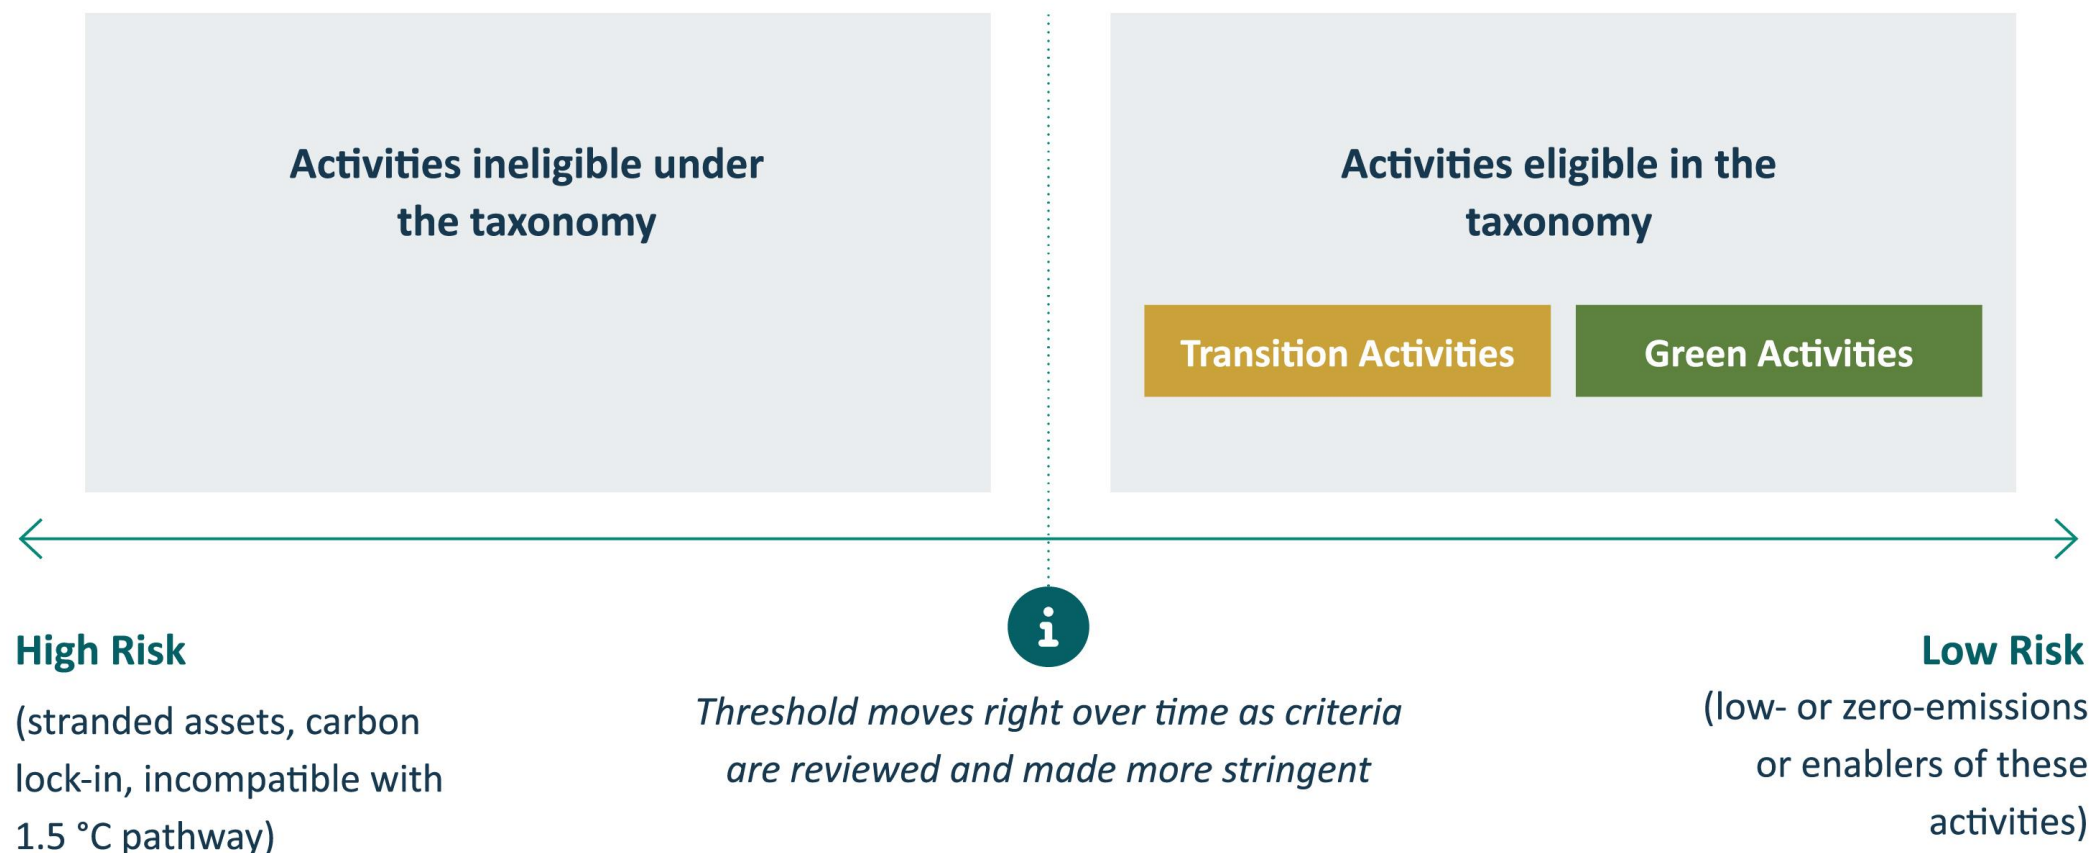 Activities ineligible under
the taxonomy
Activities eligible in the
taxonomy
Transition Activities
Green Activities
High Risk
(stranded assets, carbon
lock-in, incompatible with
1.5 °C pathway)
Threshold moves right over time as criteria
are reviewed and made more stringent
Low Risk
(low- or zero-emissions
or enablers of these
activities)